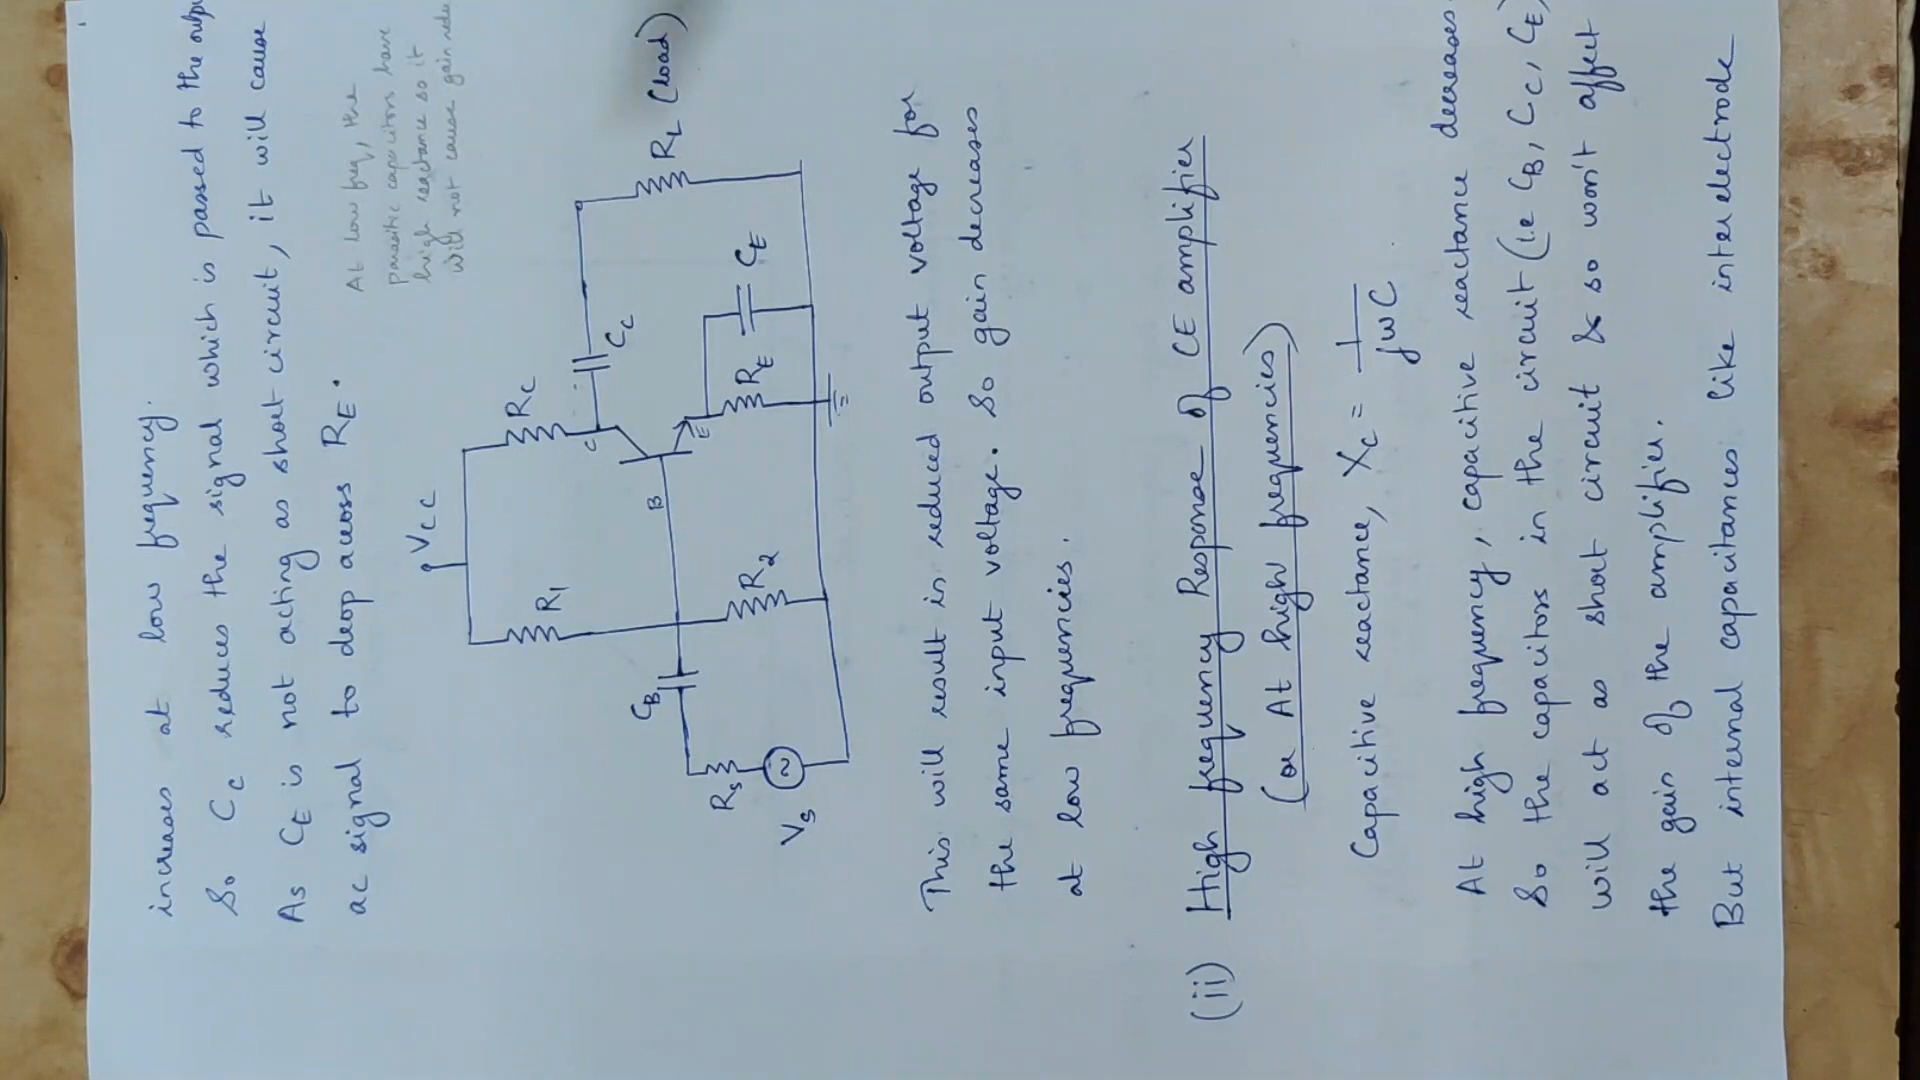 increases at low frequency.
So Cc reduces the signal which is passed to the outpu
As CE is not acting as short circuit, it will cause
ac signal to drop across RE.
At low freq, the
parasitic capacitors have
high reactance so it
will not cause gain redu
Vcc
R1
Rc
Cc
RL (load)
C
B
E
CB
R2
RE
CE
Rs
Vs
This will result in reduced output voltage for
the same input voltage. So gain decreases
at low frequencies.
(ii) High frequency Response of CE amplifier
(or At high frequencies)
Capacitive reactance, Xc = 1/jωC
At high frequency, capacitive reactance decreases.
So the capacitors in the circuit (i.e CB, Cc, CE)
will act as short circuit & so won't affect
the gain of the amplifier.
But internal capacitances like interelectrode